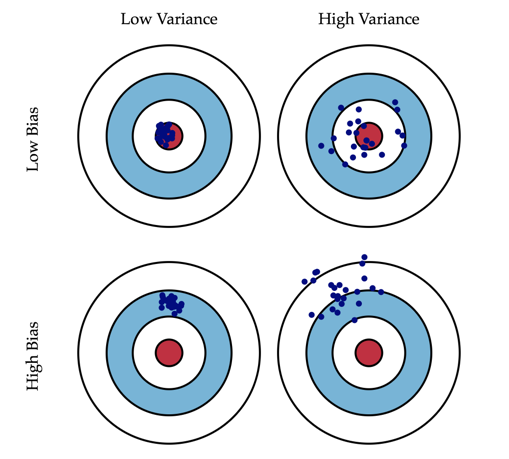 Low Variance
High Variance
Low Bias
High Bias